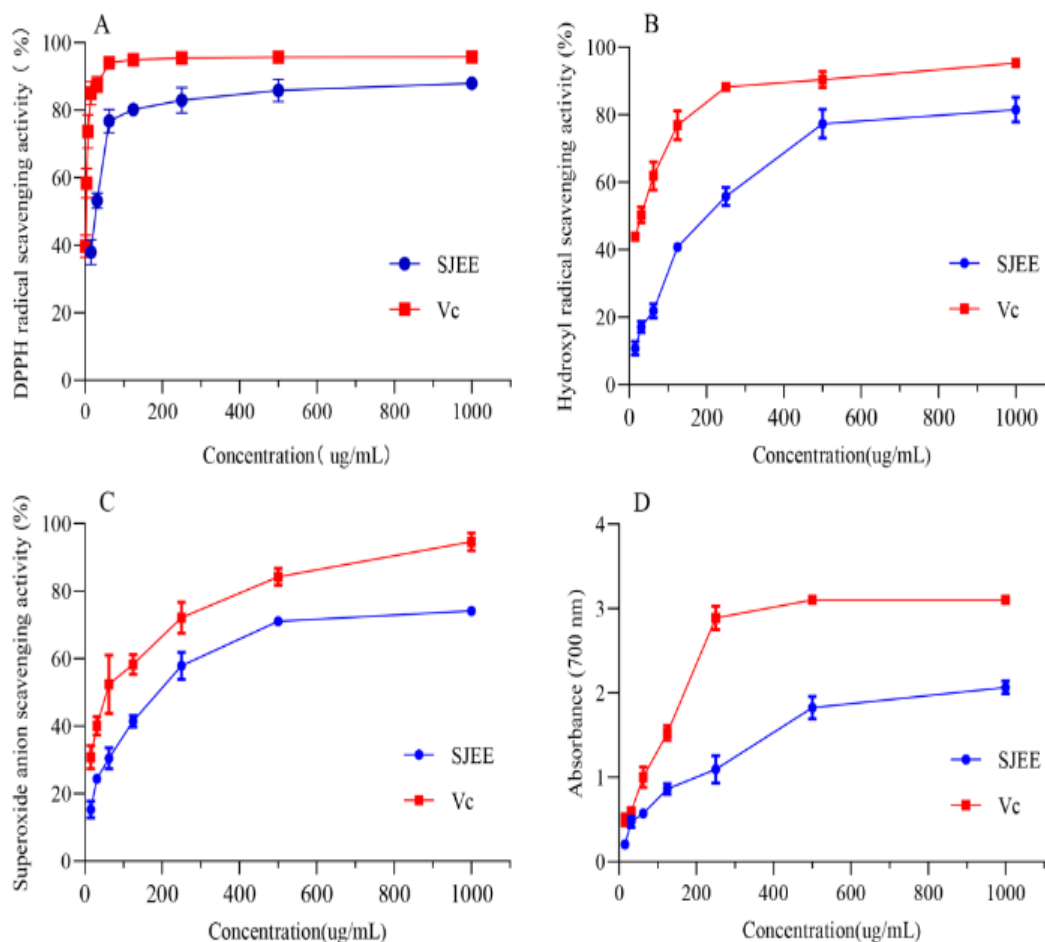 A
DPPH radical scavenging activity ( %)
100
80
60
40
20
0
SJEE
Vc
0 200 400 600 800 1000
Concentration( ug/mL)
B
Hydroxyl radical scavenging activity (%)
100
80
60
40
20
0
SJEE
Vc
0 200 400 600 800 1000
Concentration(ug/mL)
C
Superoxide anion scavenging activity (%)
100
80
60
40
20
0
SJEE
Vc
0 200 400 600 800 1000
Concentration(ug/mL)
D
Absorbance (700 nm)
4
3
2
1
0
SJEE
Vc
0 200 400 600 800 1000
Concentration(ug/mL)